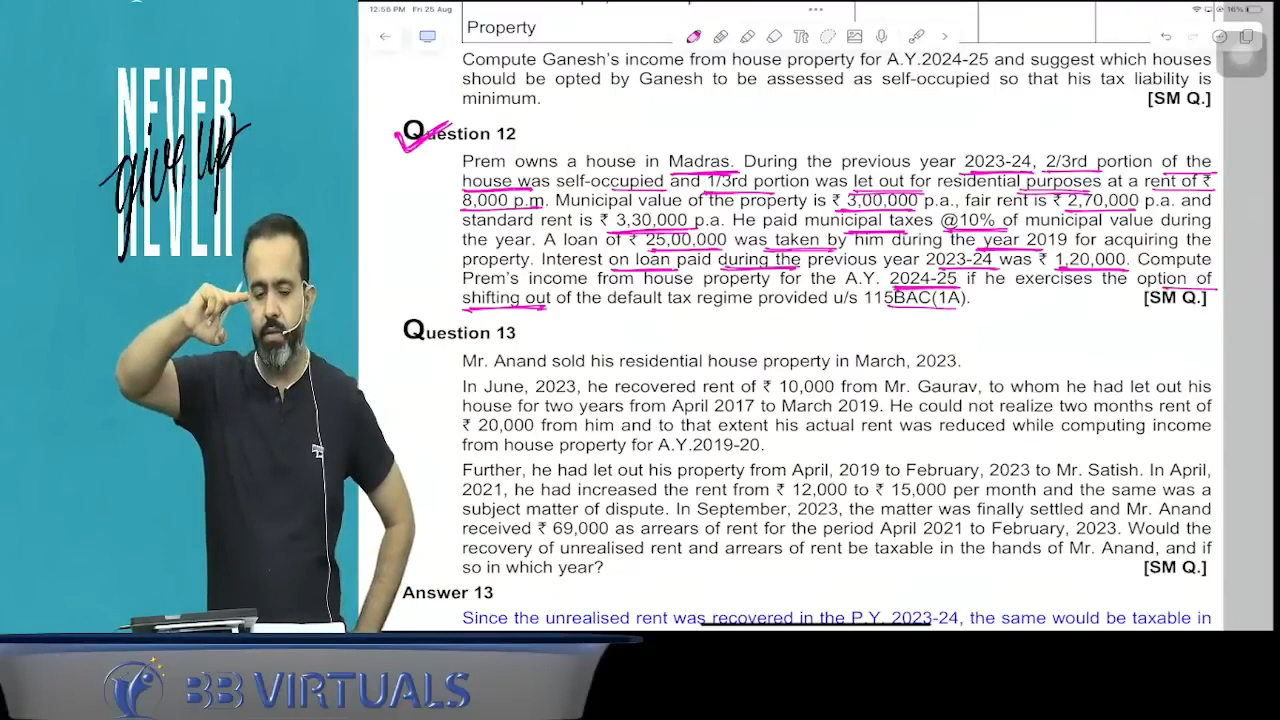 12:56 PM Fri 25 Aug
16%
Property
Compute Ganesh's income from house property for A.Y.2024-25 and suggest which houses
should be opted by Ganesh to be assessed as self-occupied so that his tax liability is
minimum. [SM Q.]
NEVER
give up
NEVER
Question 12
Prem owns a house in Madras. During the previous year 2023-24, 2/3rd portion of the
house was self-occupied and 1/3rd portion was let out for residential purposes at a rent of ₹
8,000 p.m. Municipal value of the property is ₹ 3,00,000 p.a., fair rent is ₹ 2,70,000 p.a. and
standard rent is ₹ 3,30,000 p.a. He paid municipal taxes @10% of municipal value during
the year. A loan of ₹ 25,00,000 was taken by him during the year 2019 for acquiring the
property. Interest on loan paid during the previous year 2023-24 was ₹ 1,20,000. Compute
Prem's income from house property for the A.Y. 2024-25 if he exercises the option of
shifting out of the default tax regime provided u/s 115BAC(1A). [SM Q.]
Question 13
Mr. Anand sold his residential house property in March, 2023.
In June, 2023, he recovered rent of ₹ 10,000 from Mr. Gaurav, to whom he had let out his
house for two years from April 2017 to March 2019. He could not realize two months rent of
₹ 20,000 from him and to that extent his actual rent was reduced while computing income
from house property for A.Y.2019-20.
Further, he had let out his property from April, 2019 to February, 2023 to Mr. Satish. In April,
2021, he had increased the rent from ₹ 12,000 to ₹ 15,000 per month and the same was a
subject matter of dispute. In September, 2023, the matter was finally settled and Mr. Anand
received ₹ 69,000 as arrears of rent for the period April 2021 to February, 2023. Would the
recovery of unrealised rent and arrears of rent be taxable in the hands of Mr. Anand, and if
so in which year? [SM Q.]
Answer 13
Since the unrealised rent was recovered in the P.Y. 2023-24, the same would be taxable in
BB VIRTUALS